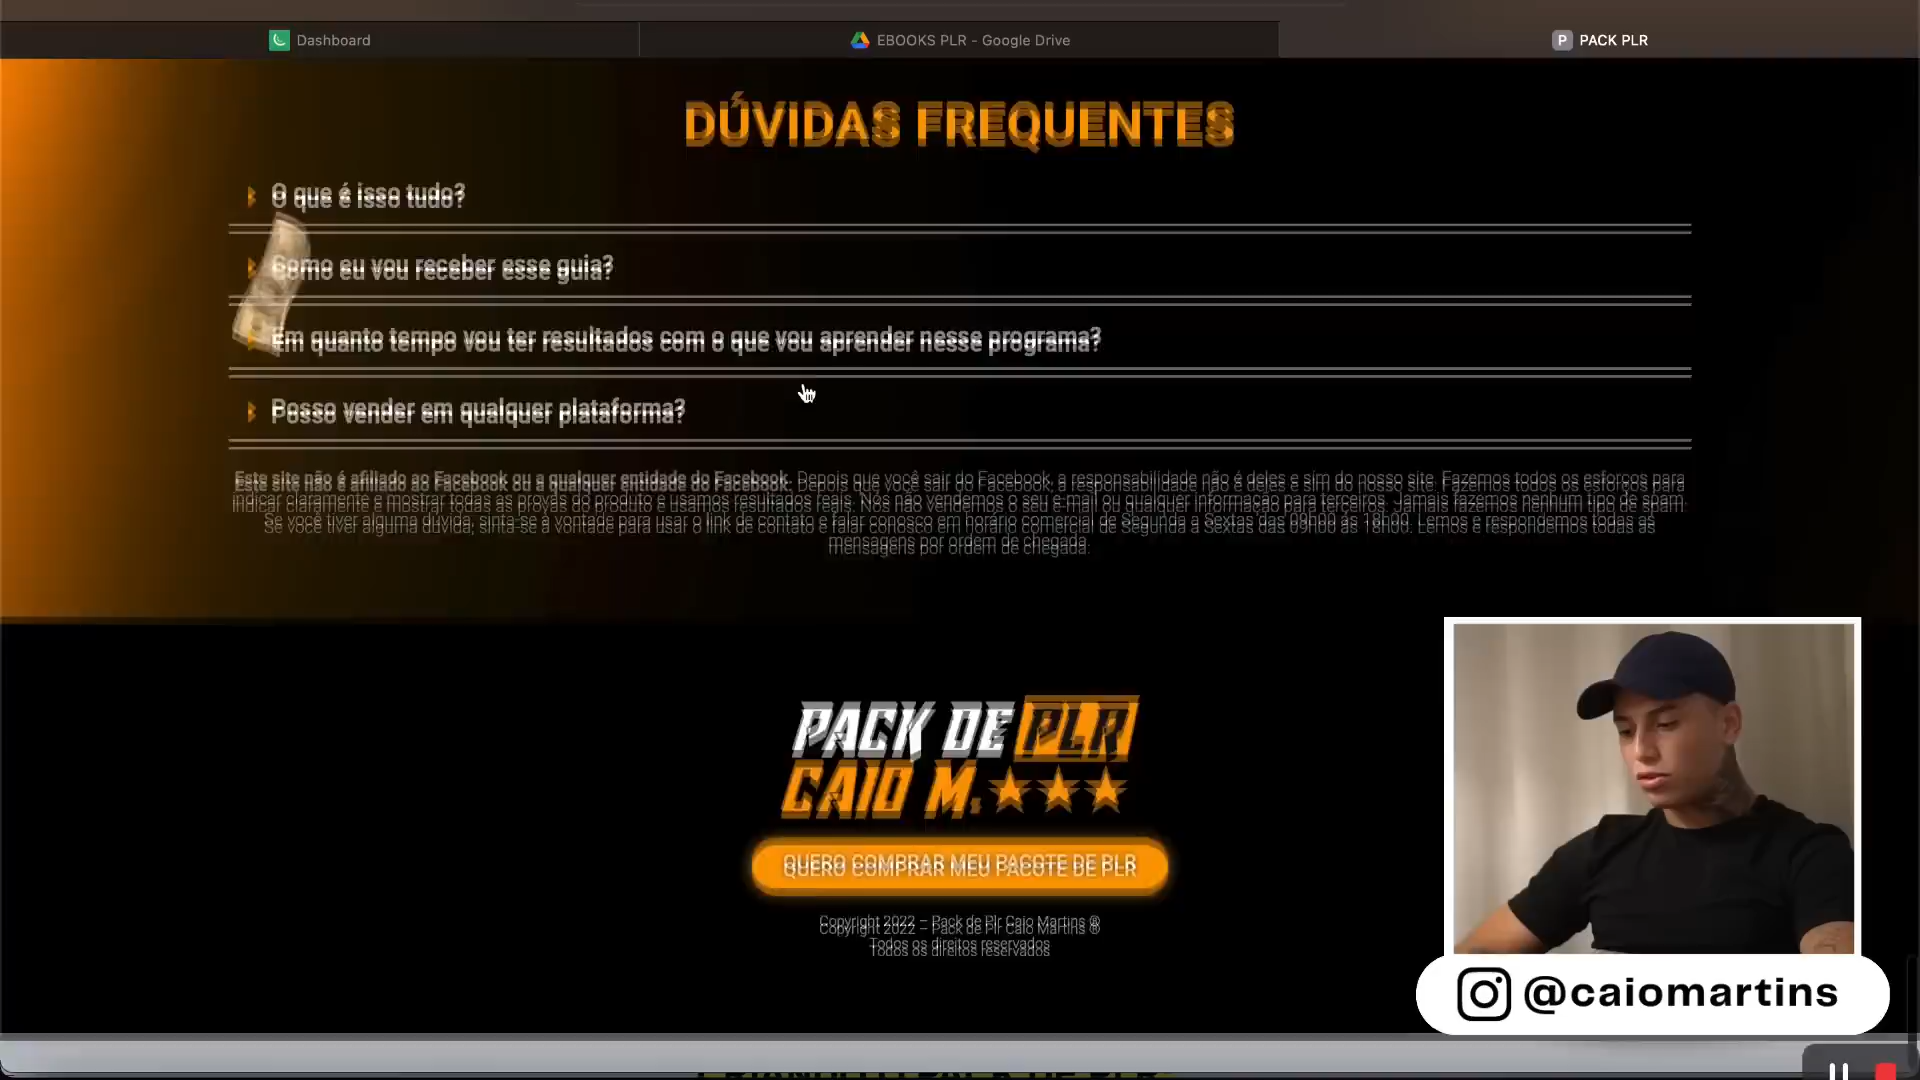 Dashboard
EBOOKS PLR - Google Drive
P PACK PLR
DÚVIDAS FREQUENTES
O que é isso tudo?
Como eu vou receber esse guia?
Em quanto tempo vou ter resultados com o que vou aprender nesse programa?
Posso vender em qualquer plataforma?
Este site não é afiliado ao Facebook ou a qualquer entidade do Facebook. Depois que você sair do Facebook, a responsabilidade não é deles e sim do nosso site. Fazemos todos os esforços para
indicar claramente e mostrar todas as provas do produto e usamos resultados reais. Nós não vendemos o seu e-mail ou qualquer informação para terceiros. Jamais fazemos nenhum tipo de spam.
Se você tiver alguma dúvida, sinta-se à vontade para usar o link de contato e falar conosco em horário comercial de Segunda a Sextas das 09h00 ás 18h00. Lemos e respondemos todas as
mensagens por ordem de chegada.
PACK DE PLR
CAIO M.
QUERO COMPRAR MEU PACOTE DE PLR
Copyright 2022 – Pack de Plr Caio Martins ®
Todos os direitos reservados
@caiomartins